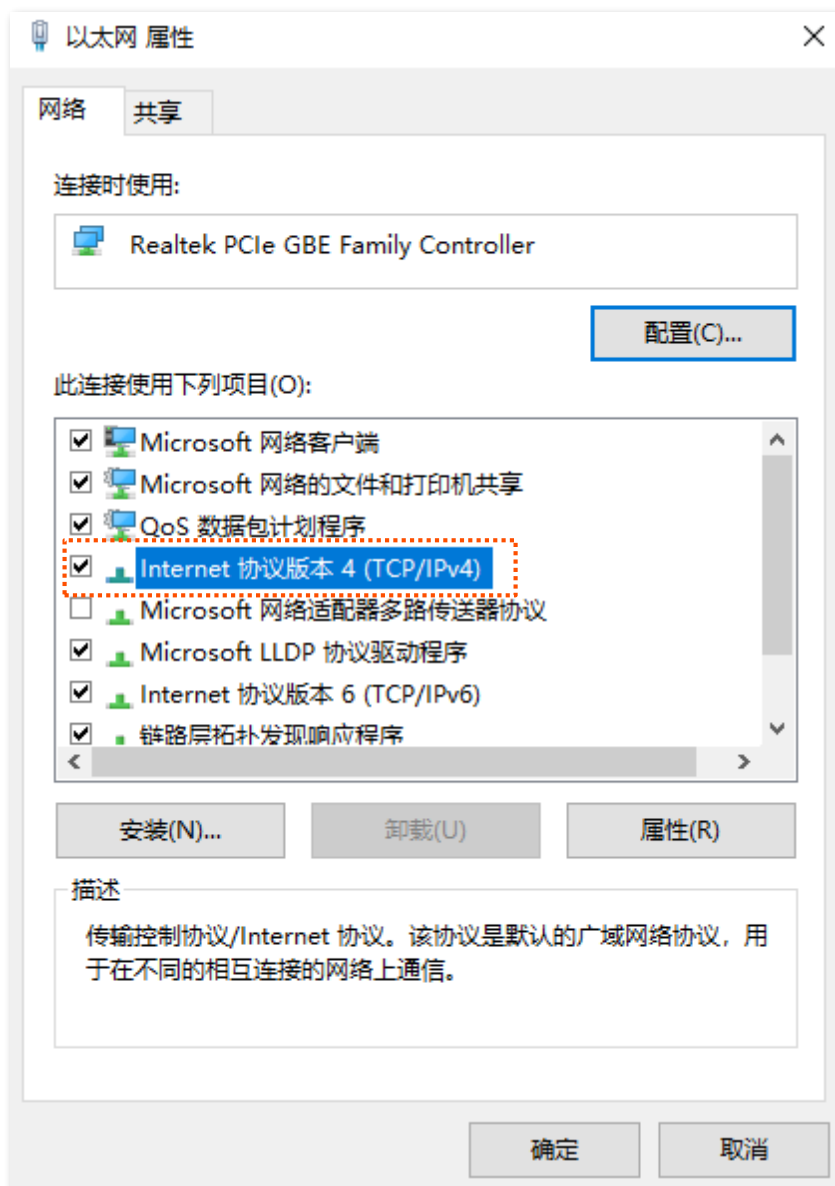 以太网 属性
网络
共享
连接时使用:
Realtek PCIe GBE Family Controller
配置(C)...
此连接使用下列项目(O):
Microsoft 网络客户端
Microsoft 网络的文件和打印机共享
QoS 数据包计划程序
Internet 协议版本 4 (TCP/IPv4)
Microsoft 网络适配器多路传送器协议
Microsoft LLDP 协议驱动程序
Internet 协议版本 6 (TCP/IPv6)
链路层拓扑发现响应程序
安装(N)...
卸载(U)
属性(R)
描述
传输控制协议/Internet 协议。该协议是默认的广域网络协议，用
于在不同的相互连接的网络上通信。
确定
取消